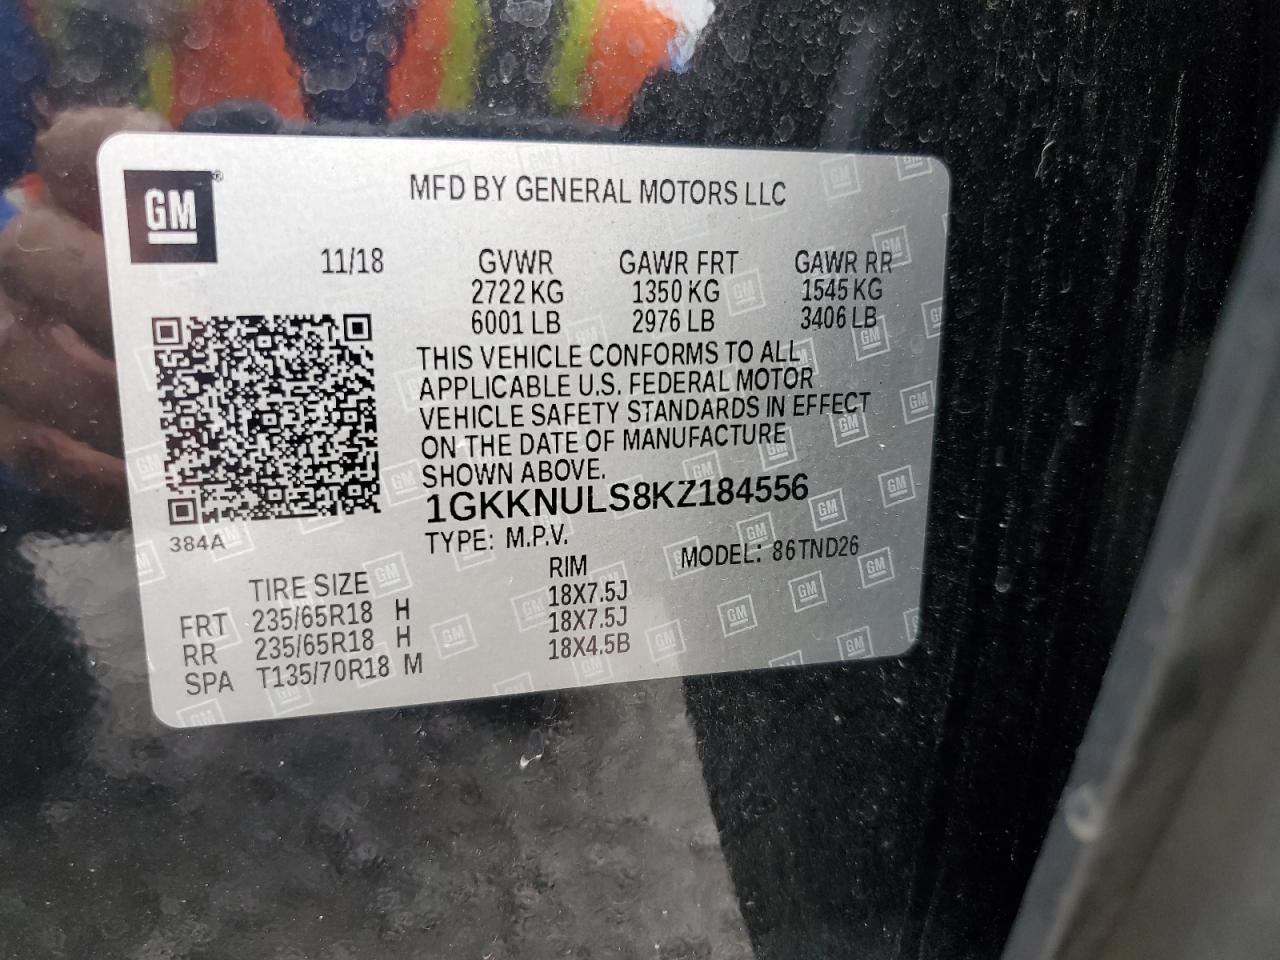 GM®
MFD BY GENERAL MOTORS LLC
11/18 GVWR GAWR FRT GAWR RR
2722 KG 1350 KG 1545 KG
6001 LB 2976 LB 3406 LB
THIS VEHICLE CONFORMS TO ALL
APPLICABLE U.S. FEDERAL MOTOR
VEHICLE SAFETY STANDARDS IN EFFECT
ON THE DATE OF MANUFACTURE
SHOWN ABOVE.
1GKKNULS8KZ184556
384A
TYPE: M.P.V. MODEL: 86TND26
TIRE SIZE RIM
FRT 235/65R18 H 18X7.5J
RR 235/65R18 H 18X7.5J
SPA T135/70R18 M 18X4.5B